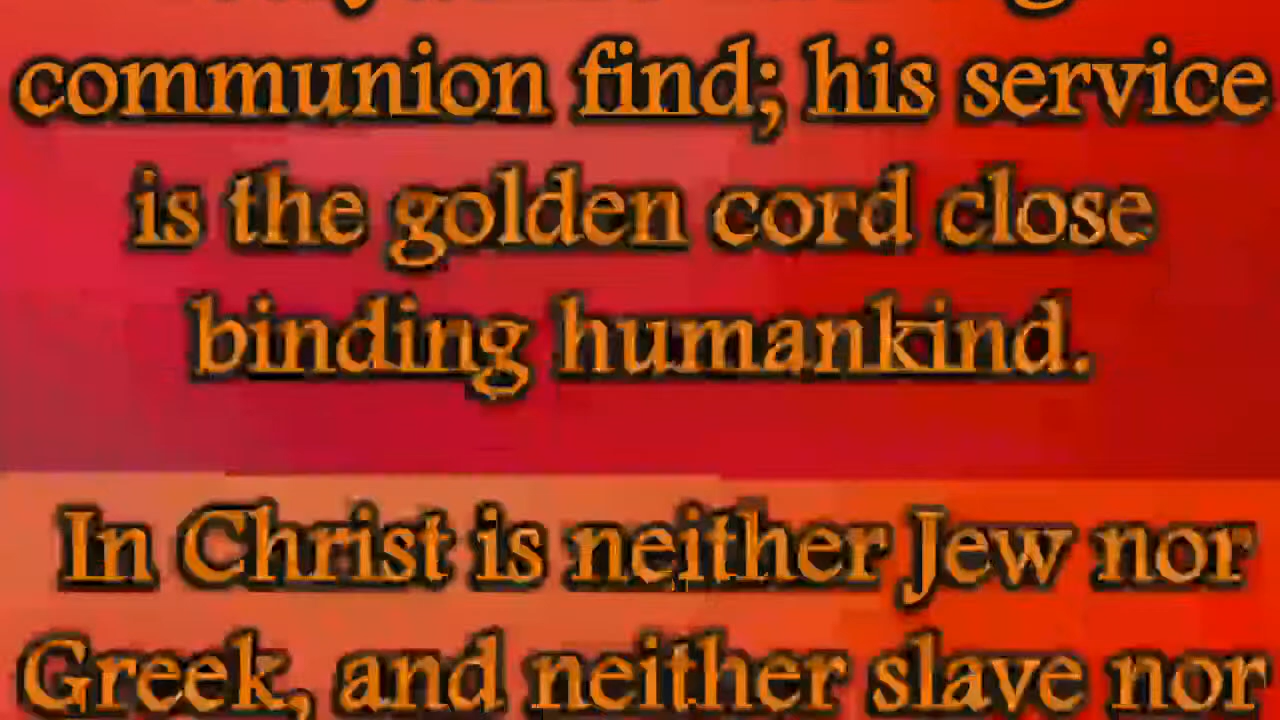 communion find; his service
is the golden cord close
binding humankind.
In Christ is neither Jew nor
Greek, and neither slave nor